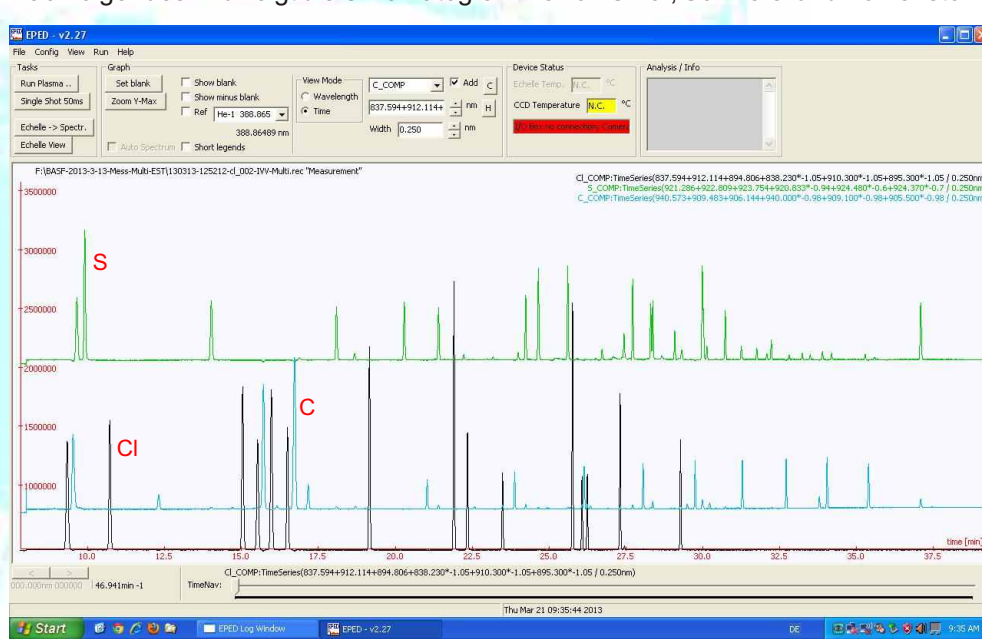 EPED - v2.27
File Config View Run Help
Tasks
Run Plasma ..
Single Shot 50ms
Echelle -> Spectr.
Echelle View
Graph
Set blank
Zoom Y-Max
Show blank
Show minus blank
Ref He-1 388.865
388.86489 nm
Auto Spectrum Short legends
View Mode
Wavelength
Time
C_COMP Add C
837.594+912.114+ nm H
Width 0.250 nm
Device Status
Echelle Temp. N.C. °C
CCD Temperature N.C. °C
Analysis / Info
F:\BASF-2013-3-13-Mess-Multi-EST\130313-125212-cl_002-IVV-Multi.rec "Measurement"
Cl_COMP:TimeSeries(837.594+912.114+894.806+838.230*-1.05+910.300*-1.05+895.300*-1.05 / 0.250nm
S_COMP:TimeSeries(921.286+922.809+923.754+920.833*-0.94+924.480*-0.6+924.370*-0.7 / 0.250nm
C_COMP:TimeSeries(940.573+909.483+906.144+940.000*-0.98+909.100*-0.98+905.500*-0.98 / 0.250nm
3500000
3000000
2500000
2000000
1500000
1000000
S
C
Cl
time [min]
10.0 12.5 15.0 17.5 20.0 22.5 25.0 27.5 30.0 32.5 35.0 37.5
< >
000.000nm 000000 46.941min -1 TimeNav:
Cl_COMP:TimeSeries(837.594+912.114+894.806+838.230*-1.05+910.300*-1.05+895.300*-1.05 / 0.250nm)
Thu Mar 21 09:35:44 2013
Start EPED Log Window EPED - v2.27 DE 9:35 AM